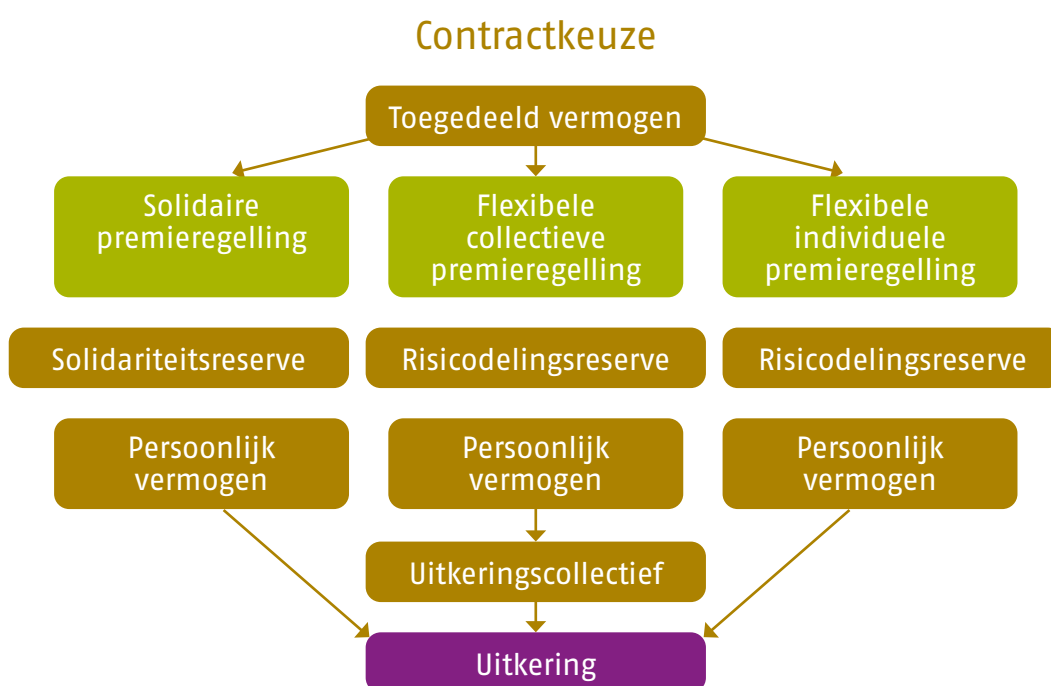 Contractkeuze
Toegedeeld vermogen
Solidaire
premieregelling
Flexibele
collectieve
premieregelling
Flexibele
individuele
premieregelling
Solidariteitsreserve
Risicodelingsreserve
Risicodelingsreserve
Persoonlijk
vermogen
Persoonlijk
vermogen
Persoonlijk
vermogen
Uitkeringscollectief
Uitkering